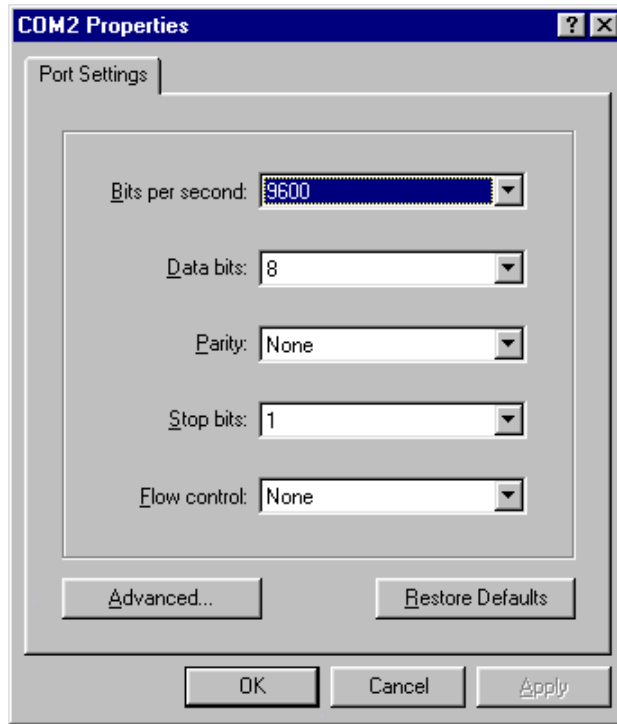 COM2 Properties
Port Settings
Bits per second: 9600
Data bits: 8
Parity: None
Stop bits: 1
Flow control: None
Advanced... Restore Defaults
OK Cancel Apply